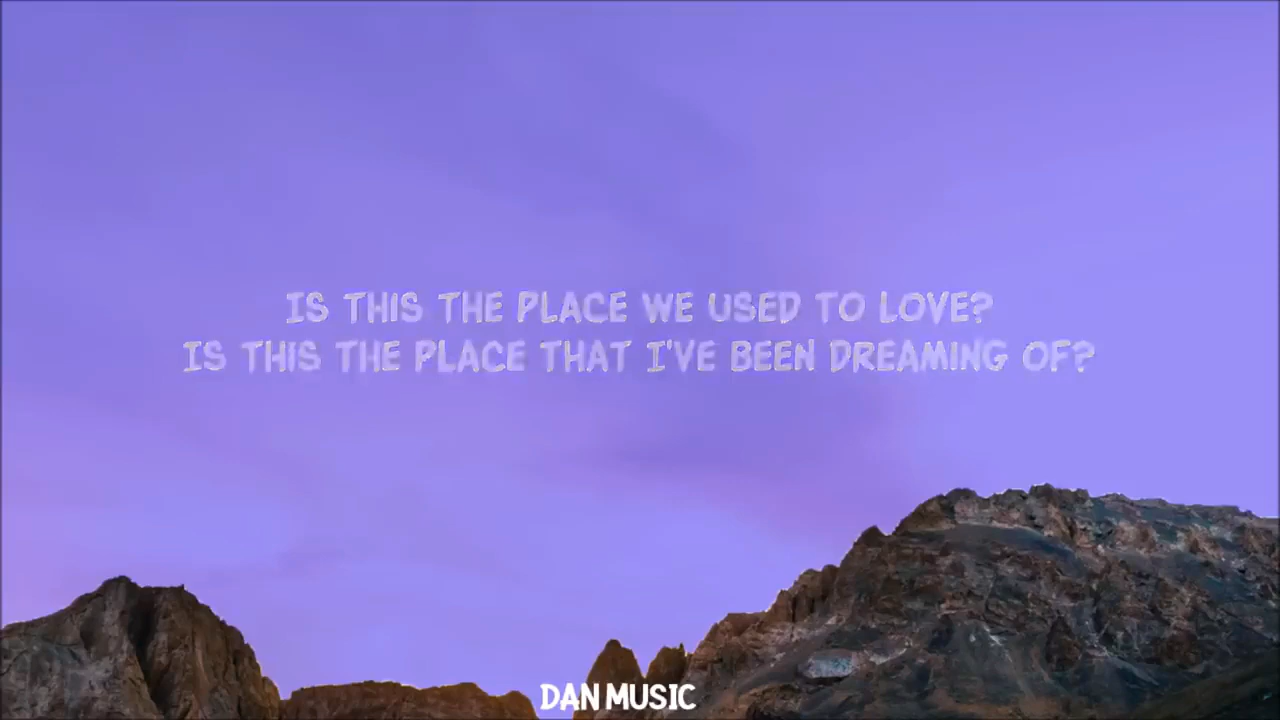 IS THIS THE PLACE WE USED TO LOVE?
IS THIS THE PLACE THAT I'VE BEEN DREAMING OF?
DAN MUSIC